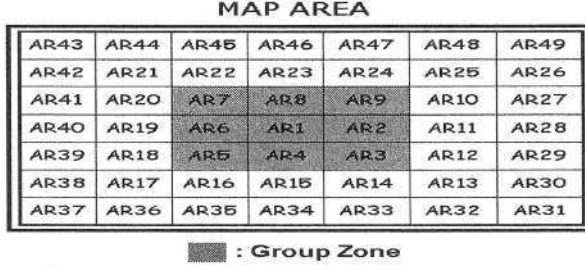 MAP AREA
AR43 AR44 AR45 AR46 AR47 AR48 AR49
AR42 AR21 AR22 AR23 AR24 AR25 AR26
AR41 AR20 AR7 AR8 AR9 AR10 AR27
AR40 AR19 AR6 AR1 AR2 AR11 AR28
AR39 AR18 AR5 AR4 AR3 AR12 AR29
AR38 AR17 AR16 AR15 AR14 AR13 AR30
AR37 AR36 AR35 AR34 AR33 AR32 AR31
: Group Zone